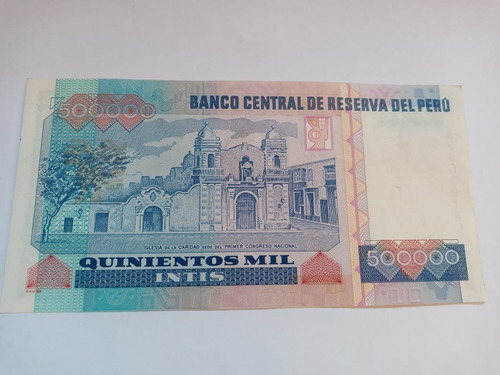 500000
BANCO CENTRAL DE RESERVA DEL PERÚ
IGLESIA DE LA CARIDAD SEDE DEL PRIMER CONGRESO NACIONAL
QUINIENTOS MIL
INTIS
500000